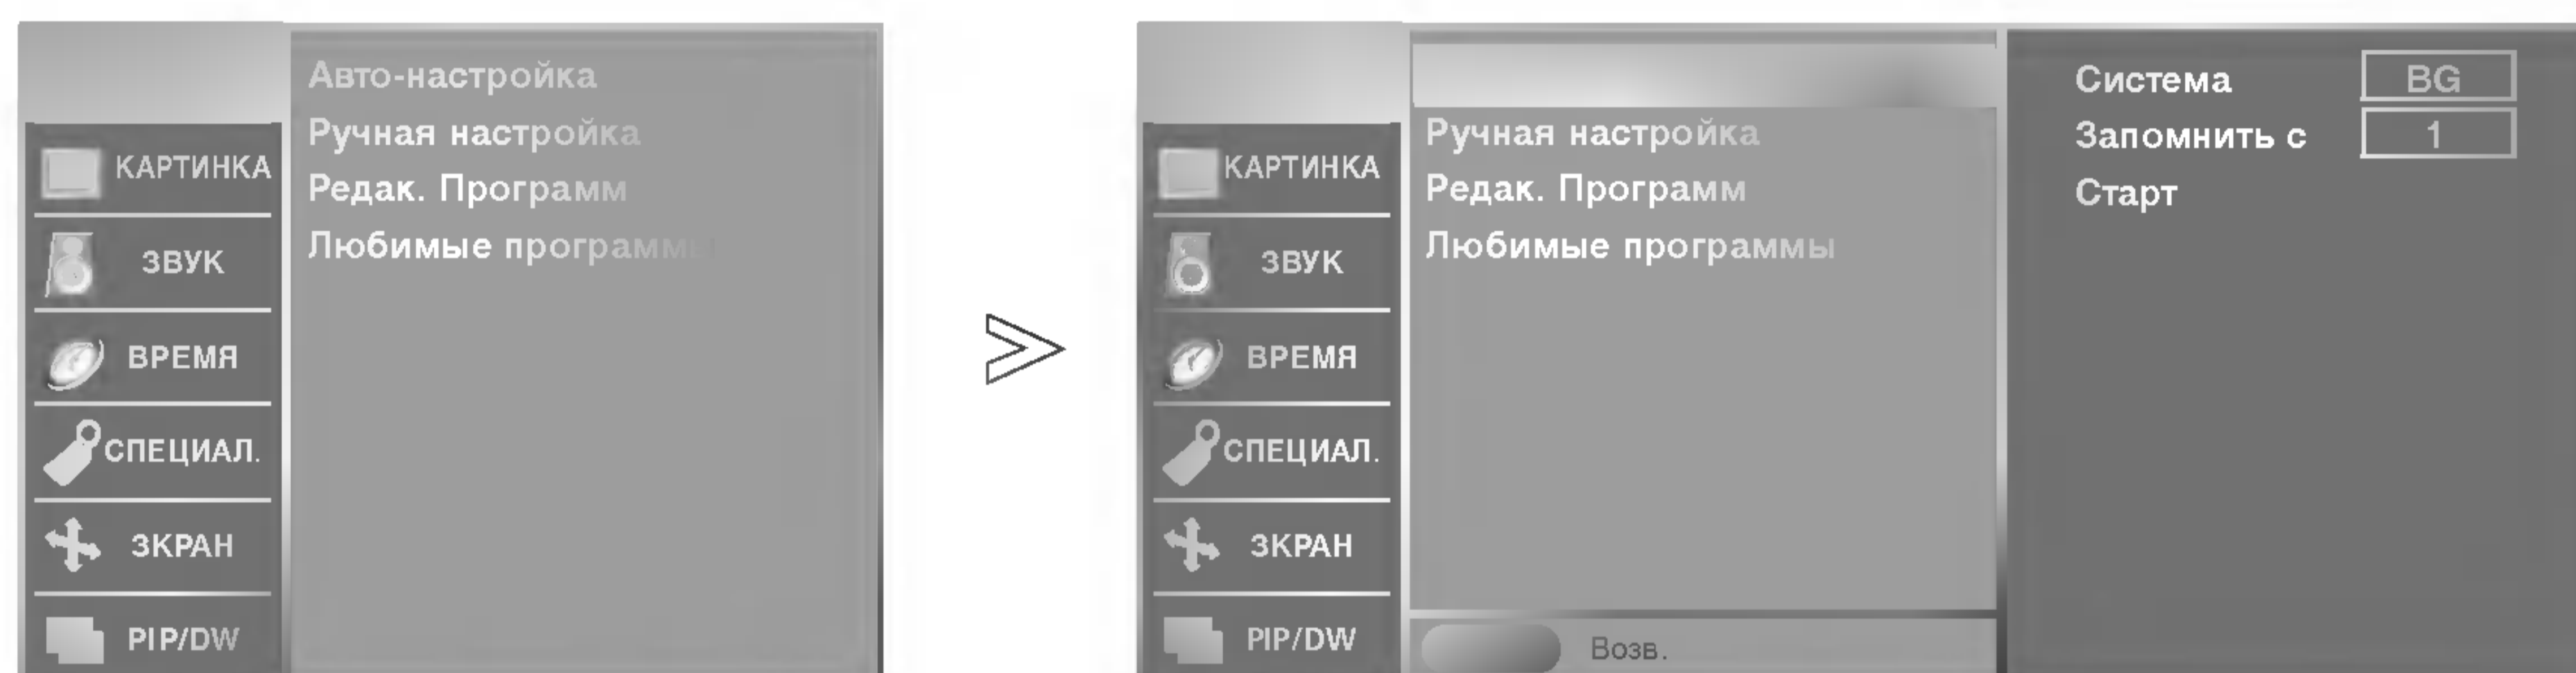 Авто-настройка
Ручная настройка
Редак. Программ
Любимые программы
КАРТИНКА
ЗВУК
ВРЕМЯ
СПЕЦИАЛ.
ЗКРАН
PIP/DW
Ручная настройка
Редак. Программ
Любимые программы
КАРТИНКА
ЗВУК
ВРЕМЯ
СПЕЦИАЛ.
ЗКРАН
PIP/DW
Возв.
Система BG
Запомнить с 1
Старт